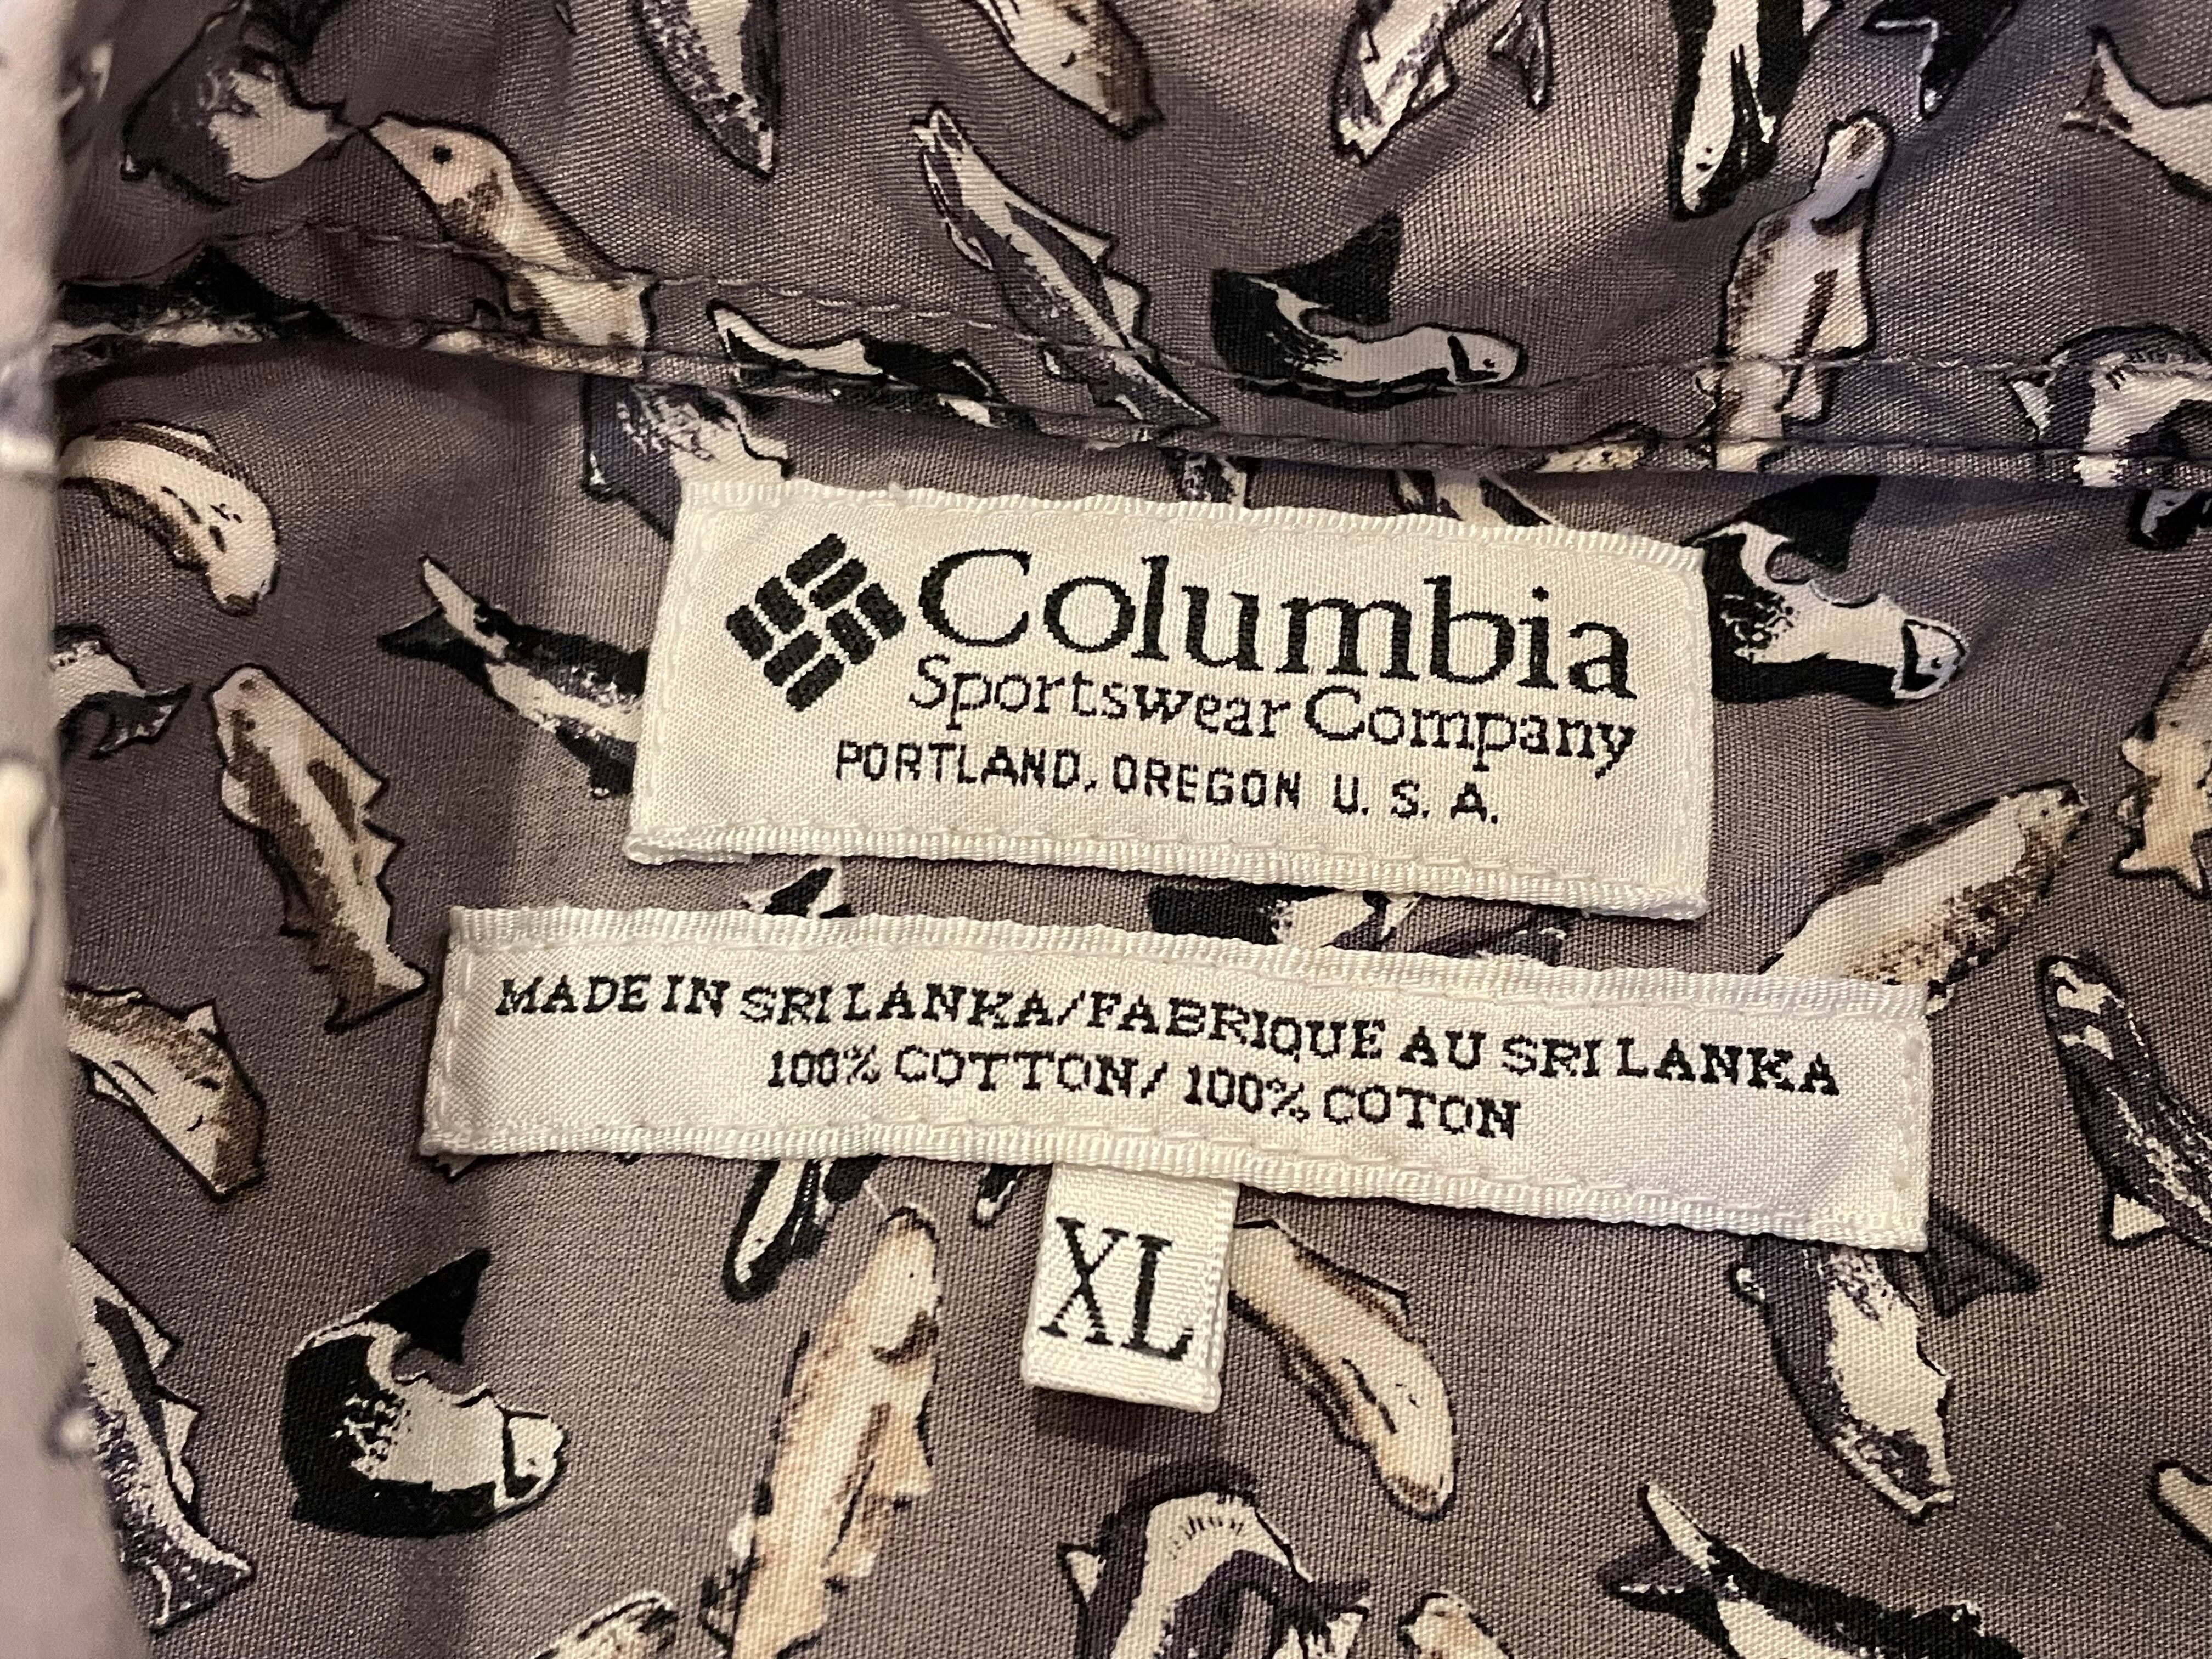 Columbia
Sportswear Company
PORTLAND, OREGON U. S. A.
MADE IN SRI LANKA/FABRIQUE AU SRI LANKA
100% COTTON/ 100% COTON
XL